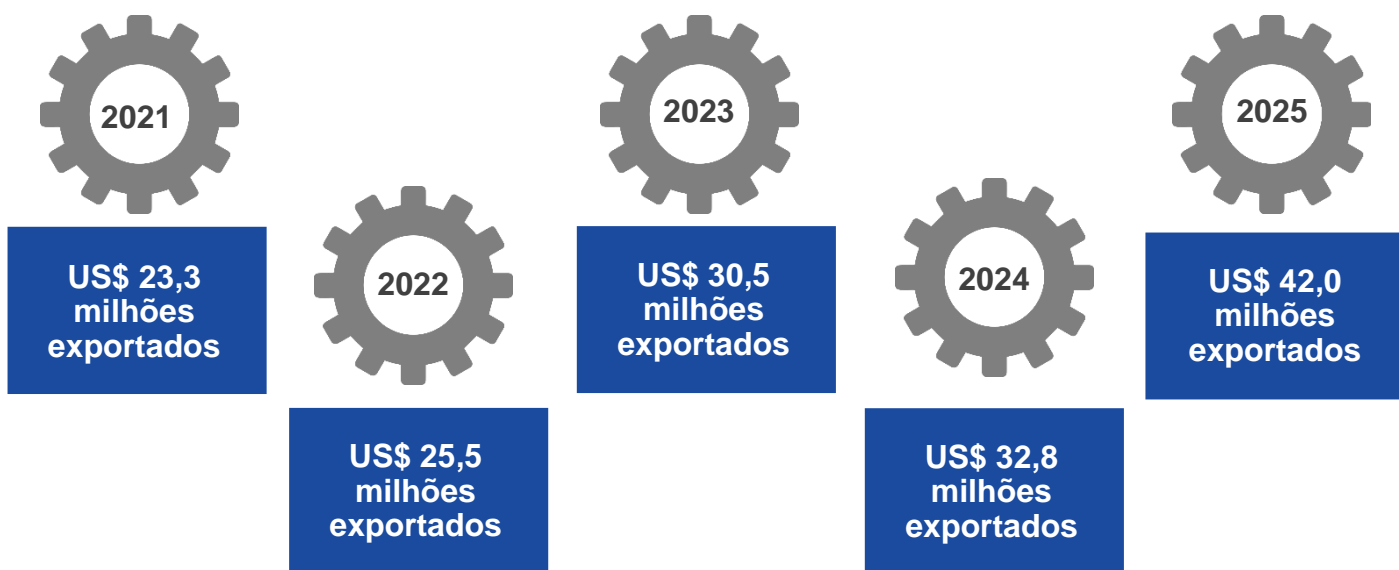 2021
US$ 23,3
milhões
exportados
2022
US$ 25,5
milhões
exportados
2023
US$ 30,5
milhões
exportados
2024
US$ 32,8
milhões
exportados
2025
US$ 42,0
milhões
exportados